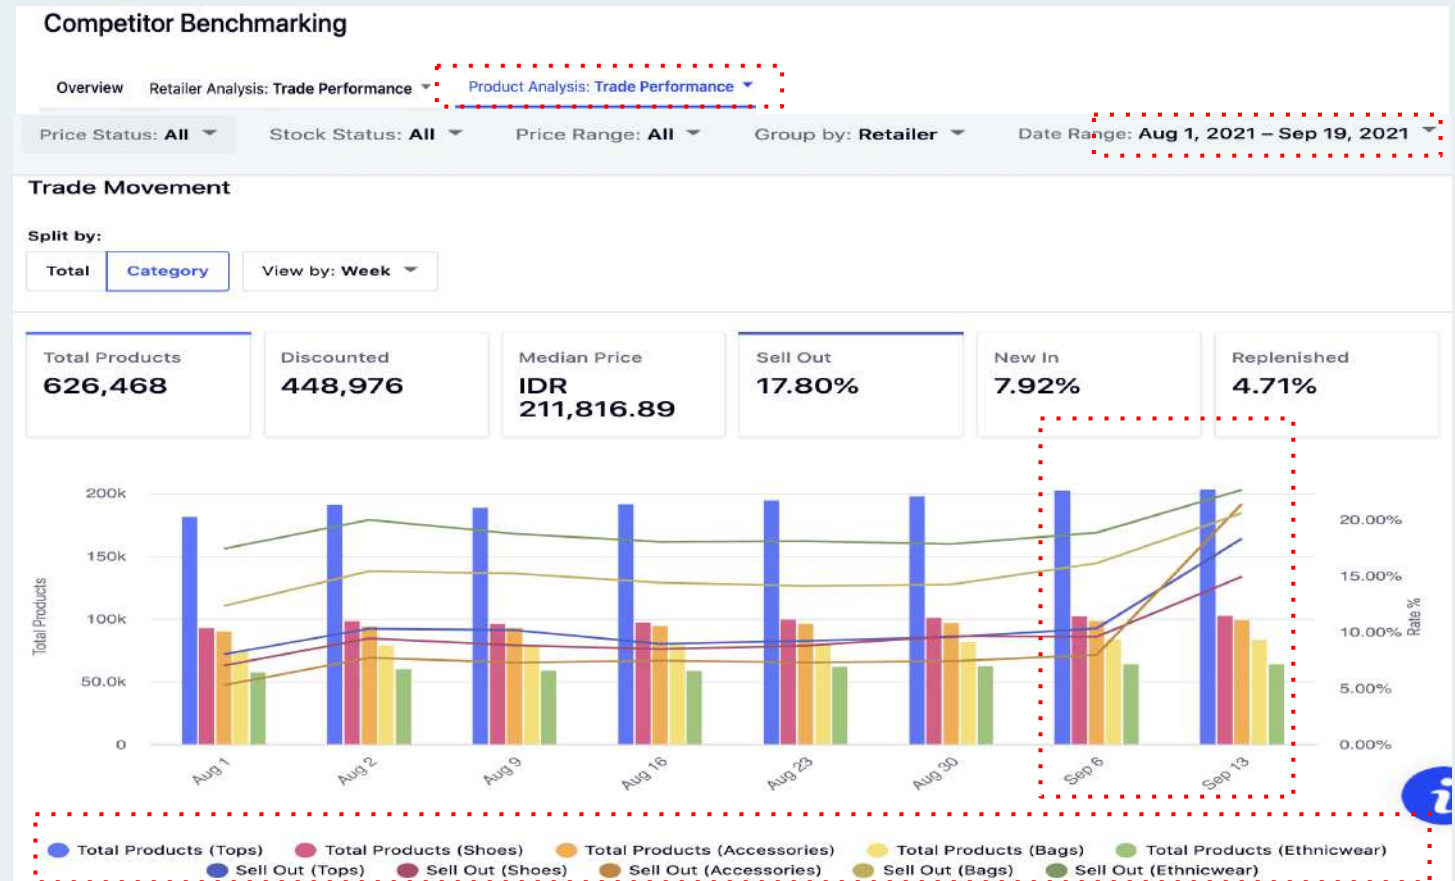 Competitor Benchmarking
Overview Retailer Analysis: Trade Performance Product Analysis: Trade Performance
Price Status: All Stock Status: All Price Range: All Group by: Retailer Date Range: Aug 1, 2021 – Sep 19, 2021
Trade Movement
Split by:
Total Category View by: Week
Total Products Discounted Median Price Sell Out New In Replenished
626,468 448,976 IDR 17.80% 7.92% 4.71%
211,816.89
200k
20.00%
150k
15.00%
100k
10.00%
50.0k
5.00%
0
0.00%
Total Products
Rate %
Aug 1 Aug 2 Aug 9 Aug 16 Aug 23 Aug 30 Sep 6 Sep 13
i
Total Products (Tops) Total Products (Shoes) Total Products (Accessories) Total Products (Bags) Total Products (Ethnicwear)
Sell Out (Tops) Sell Out (Shoes) Sell Out (Accessories) Sell Out (Bags) Sell Out (Ethnicwear)